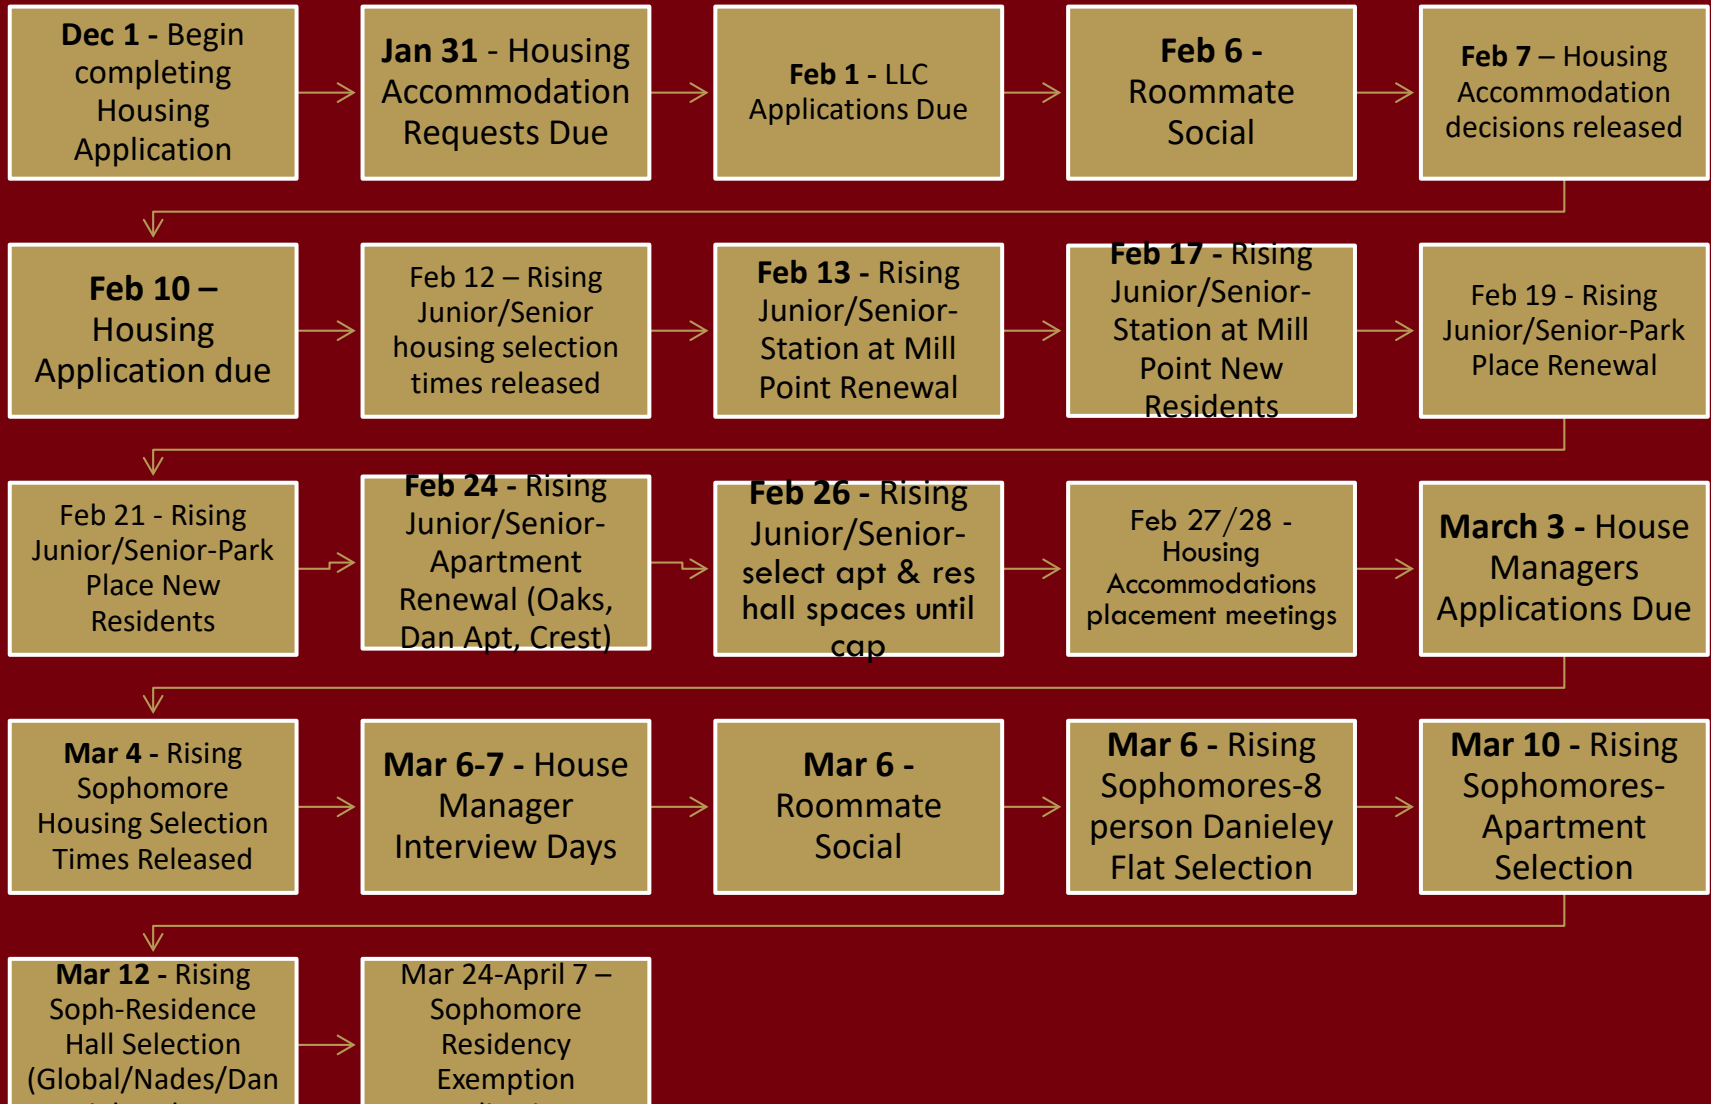 Dec 1 - Begin
completing
Housing
Application
Jan 31 - Housing
Accommodation
Requests Due
Feb 1 - LLC
Applications Due
Feb 6 -
Roommate
Social
Feb 7 – Housing
Accommodation
decisions released
Feb 10 –
Housing
Application due
Feb 12 – Rising
Junior/Senior
housing selection
times released
Feb 13 - Rising
Junior/Senior-
Station at Mill
Point Renewal
Feb 17 - Rising
Junior/Senior-
Station at Mill
Point New
Residents
Feb 19 - Rising
Junior/Senior-Park
Place Renewal
Feb 21 - Rising
Junior/Senior-Park
Place New
Residents
Feb 24 - Rising
Junior/Senior-
Apartment
Renewal (Oaks,
Dan Apt, Crest)
Feb 26 - Rising
Junior/Senior-
select apt & res
hall spaces until
cap
Feb 27/28 -
Housing
Accommodations
placement meetings
March 3 - House
Managers
Applications Due
Mar 4 - Rising
Sophomore
Housing Selection
Times Released
Mar 6-7 - House
Manager
Interview Days
Mar 6 -
Roommate
Social
Mar 6 - Rising
Sophomores-8
person Danieley
Flat Selection
Mar 10 - Rising
Sophomores-
Apartment
Selection
Mar 12 - Rising
Soph-Residence
Hall Selection
(Global/Nades/Dan
Mar 24-April 7 –
Sophomore
Residency
Exemption